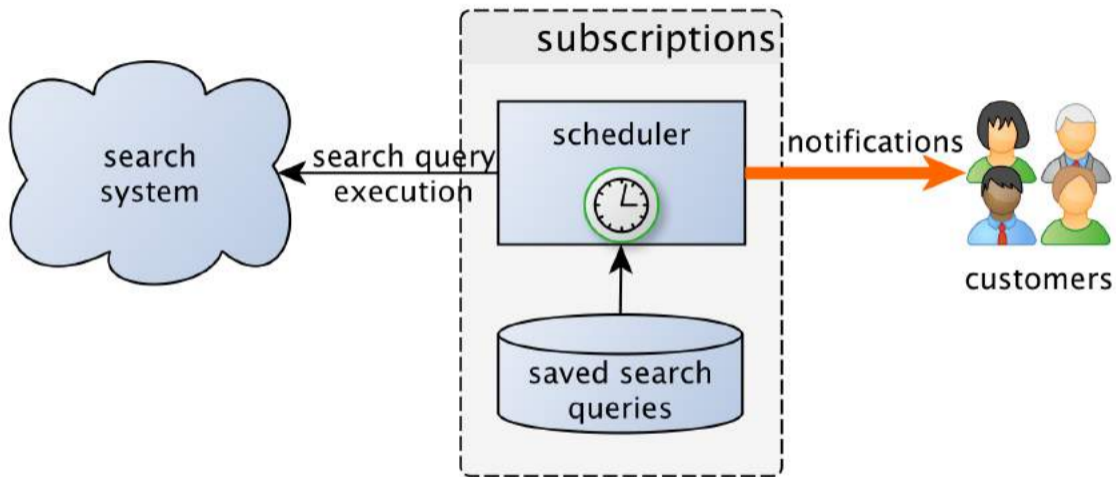 subscriptions
search
system
search query
execution
scheduler
notifications
customers
saved search
queries